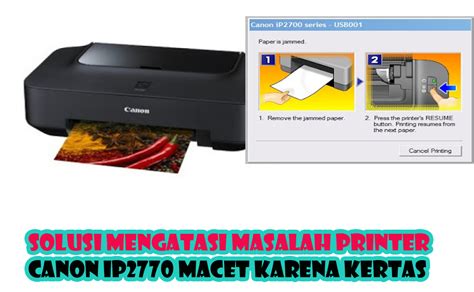 Canon IP2700 series - USB001
Paper is jammed.
1
2
1. Remove the jammed paper.
2. Press the printer's RESUME
button. Printing resumes from
the next paper.
Cancel Printing
Canon
SOLUSI MENGATASI MASALAH PRINTER
CANON IP2770 MACET KARENA KERTAS